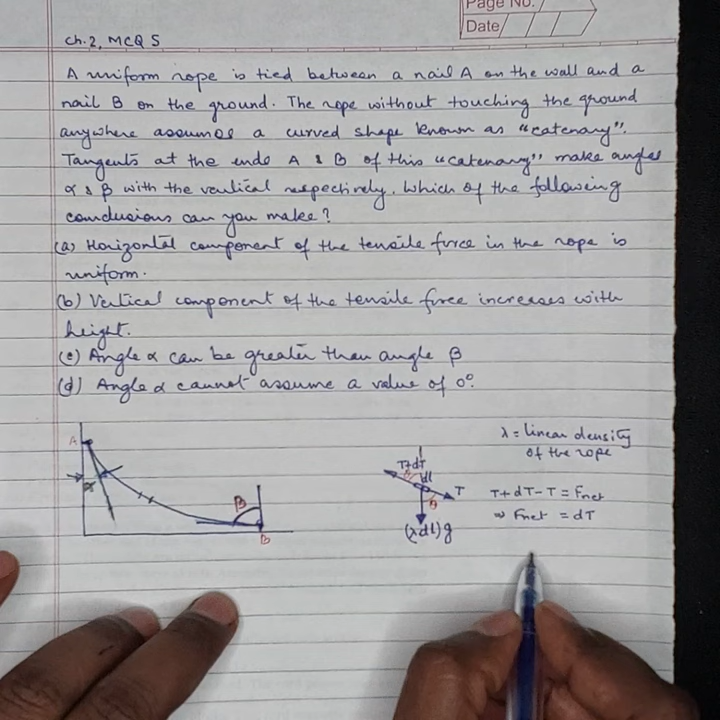 Page No.
Date
Ch.2, MCQ 5
A uniform rope is tied between a nail A on the wall and a
nail B on the ground. The rope without touching the ground
anywhere assumes a curved shape known as "catenary".
Tangents at the ends A & B of this "catenary" make angles
α & β with the vertical respectively. Which of the following
conclusions can you make?
(a) Horizontal component of the tensile force in the rope is
uniform.
(b) Vertical component of the tensile force increases with
height.
(c) Angle α can be greater than angle β
(d) Angle α cannot assume a value of 0°.
A
α
β
B
T+dT
dl
T
θ
(λdl)g
λ = linear density
of the rope
T+dT-T = Fnet
⇒ Fnet = dT